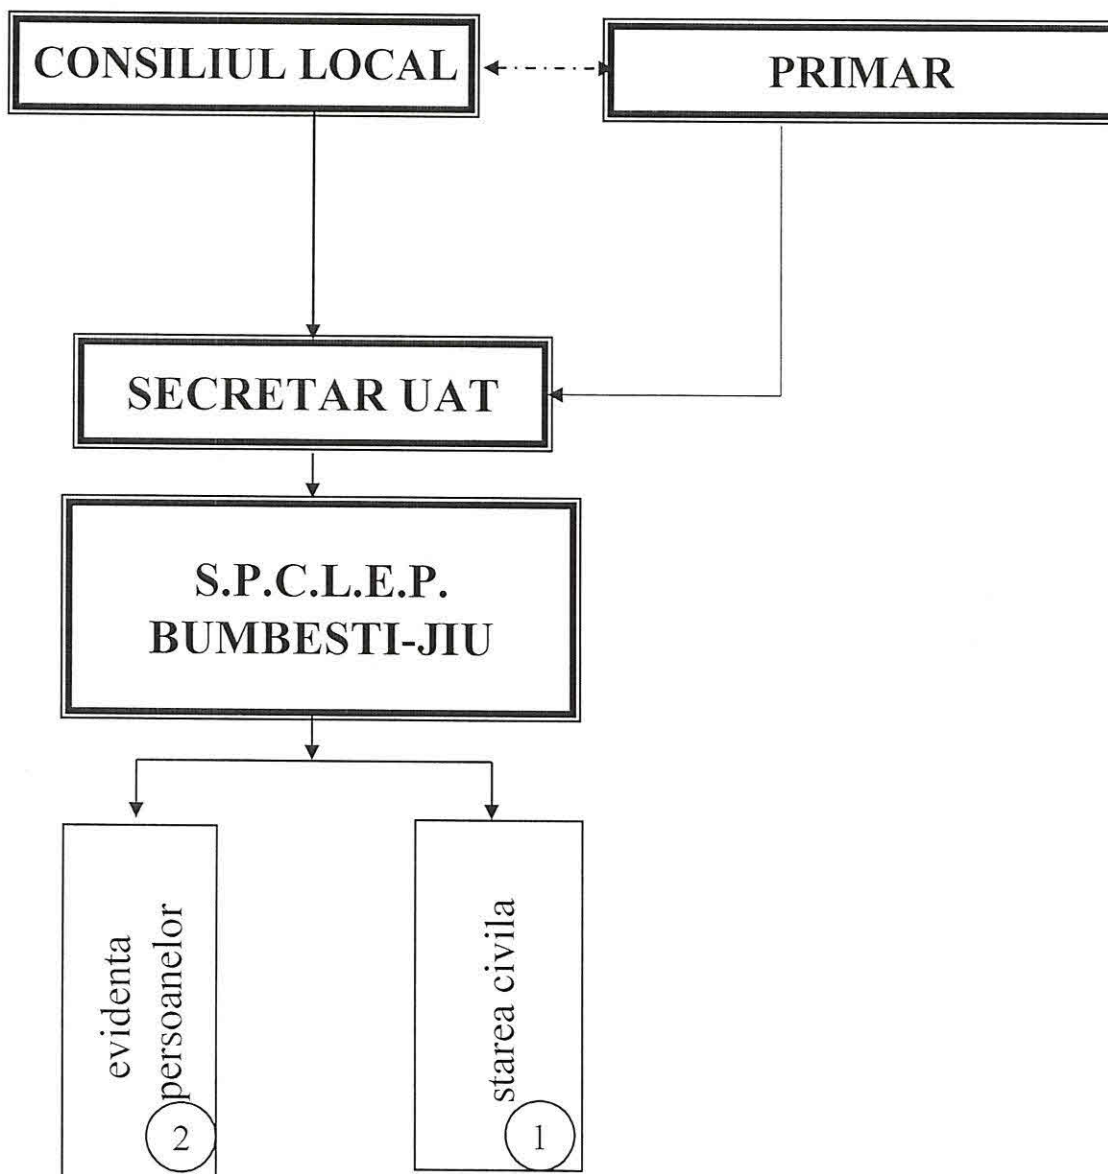 CONSILIUL LOCAL
PRIMAR
SECRETAR UAT
S.P.C.L.E.P.
BUMBESTI-JIU
evidenta
persoanelor
2
starea civila
1